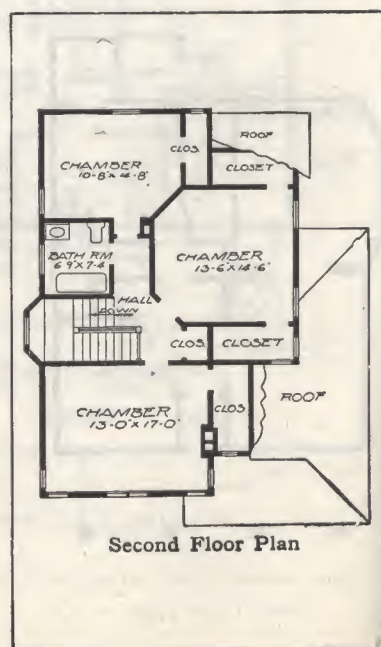 ROOF
CLOS.
CLOSET
CHAMBER
10-8" X 14-8"
BATH RM
6 9" X 7-4
CHAMBER
13-6" X 14-6"
HALL
DOWN
CLOS.
CLOSET
CHAMBER
13-0" X 17-0"
CLOS.
ROOF
Second Floor Plan